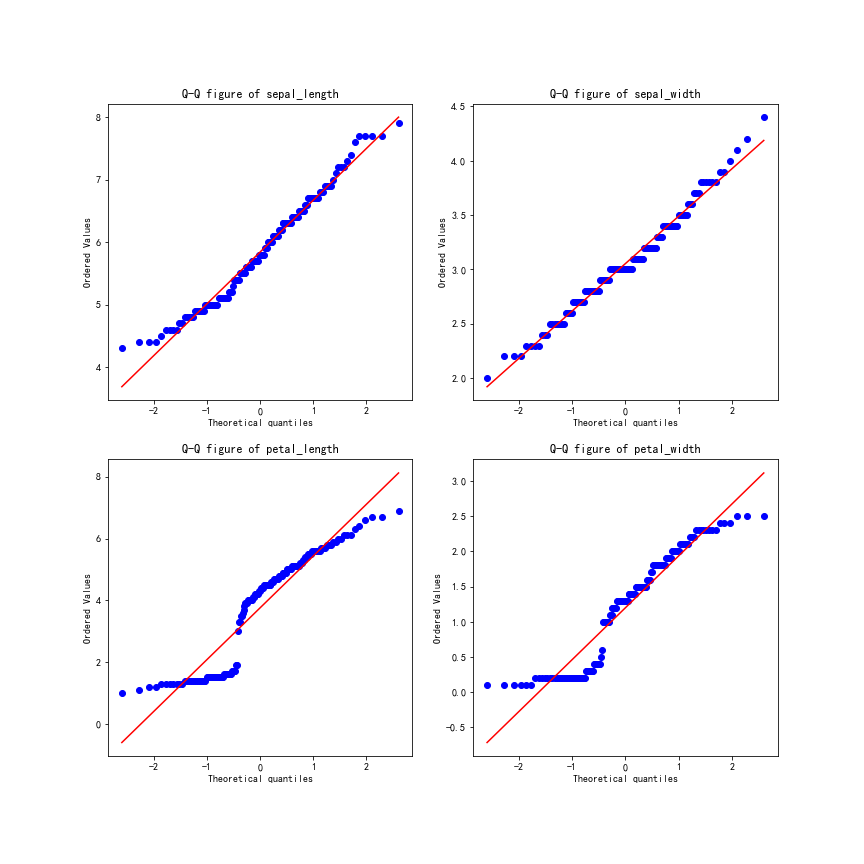 Q-Q figure of sepal_length
Ordered Values
8
7
6
5
4
−2 −1 0 1 2
Theoretical quantiles
Q-Q figure of sepal_width
Ordered Values
4.5
4.0
3.5
3.0
2.5
2.0
−2 −1 0 1 2
Theoretical quantiles
Q-Q figure of petal_length
Ordered Values
8
6
4
2
0
−2 −1 0 1 2
Theoretical quantiles
Q-Q figure of petal_width
Ordered Values
3.0
2.5
2.0
1.5
1.0
0.5
0.0
−0.5
−2 −1 0 1 2
Theoretical quantiles